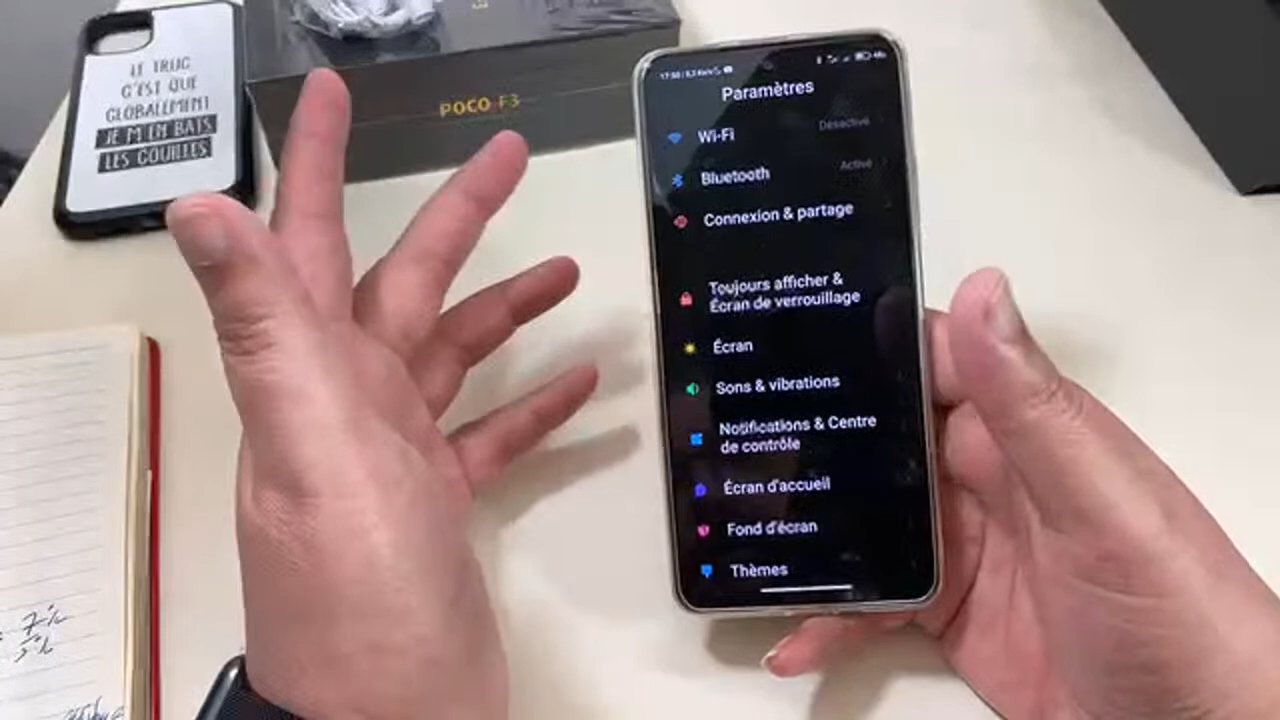 LE TRUC
C'EST QUE
GLOBALEMENT
JE M'EN BATS
LES COUILLES
POCO F3
Paramètres
Wi-Fi
Désactivé
Bluetooth
Activé
Connexion & partage
Toujours afficher &
Écran de verrouillage
Écran
Sons & vibrations
Notifications & Centre
de contrôle
Écran d'accueil
Fond d'écran
Thèmes